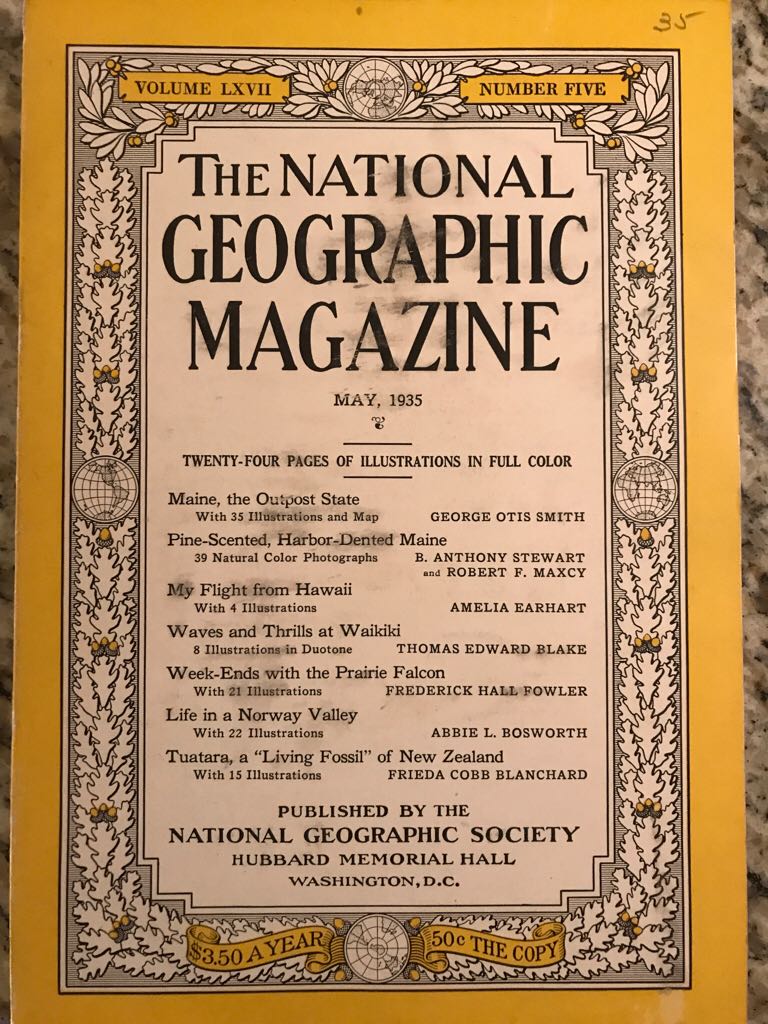 35
VOLUME LXVII NUMBER FIVE
THE NATIONAL
GEOGRAPHIC
MAGAZINE
MAY, 1935
TWENTY-FOUR PAGES OF ILLUSTRATIONS IN FULL COLOR
Maine, the Outpost State
With 35 Illustrations and Map GEORGE OTIS SMITH
Pine-Scented, Harbor-Dented Maine
39 Natural Color Photographs B. ANTHONY STEWART
and ROBERT F. MAXCY
My Flight from Hawaii
With 4 Illustrations AMELIA EARHART
Waves and Thrills at Waikiki
8 Illustrations in Duotone THOMAS EDWARD BLAKE
Week-Ends with the Prairie Falcon
With 21 Illustrations FREDERICK HALL FOWLER
Life in a Norway Valley
With 22 Illustrations ABBIE L. BOSWORTH
Tuatara, a “Living Fossil” of New Zealand
With 15 Illustrations FRIEDA COBB BLANCHARD
PUBLISHED BY THE
NATIONAL GEOGRAPHIC SOCIETY
HUBBARD MEMORIAL HALL
WASHINGTON, D.C.
$3.50 A YEAR 50c THE COPY